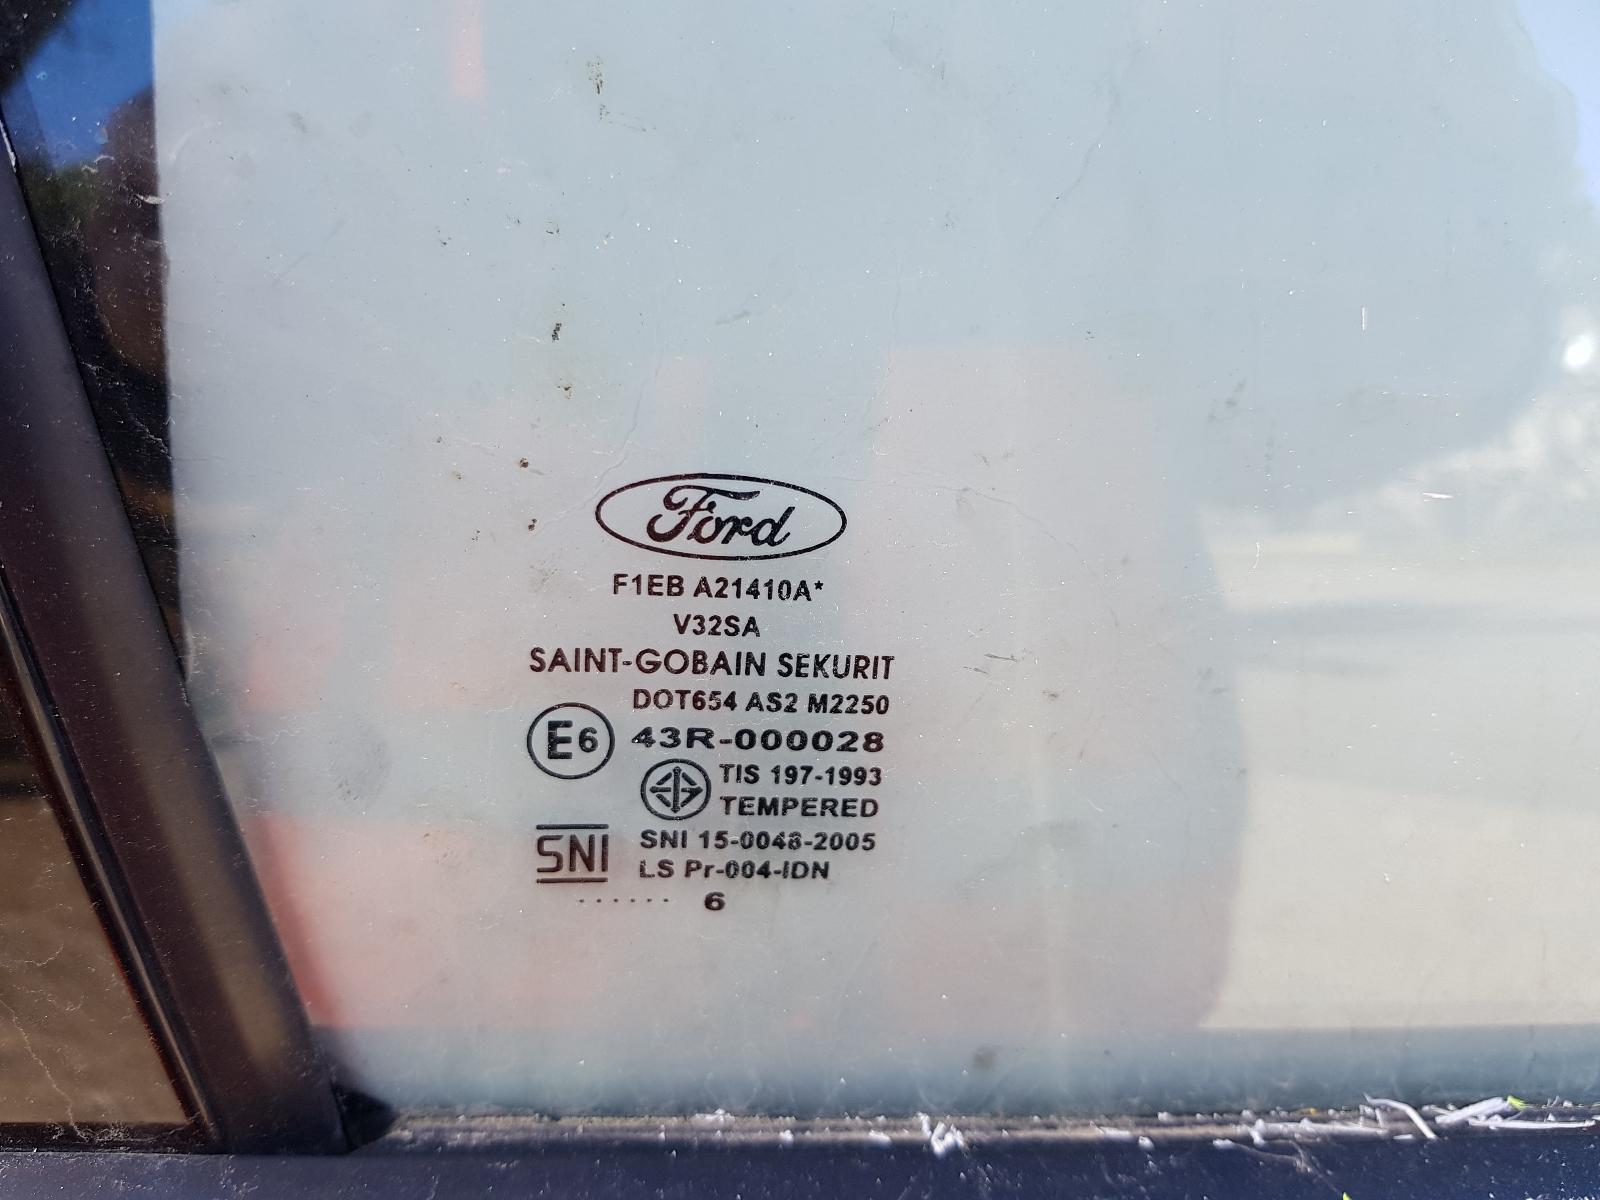 Ford
F1EB A21410A*
V32SA
SAINT-GOBAIN SEKURIT
DOT654 AS2 M2250
E6 43R-000028
TIS 197-1993
TEMPERED
SNI SNI 15-0048-2005
LS Pr-004-IDN
...... 6